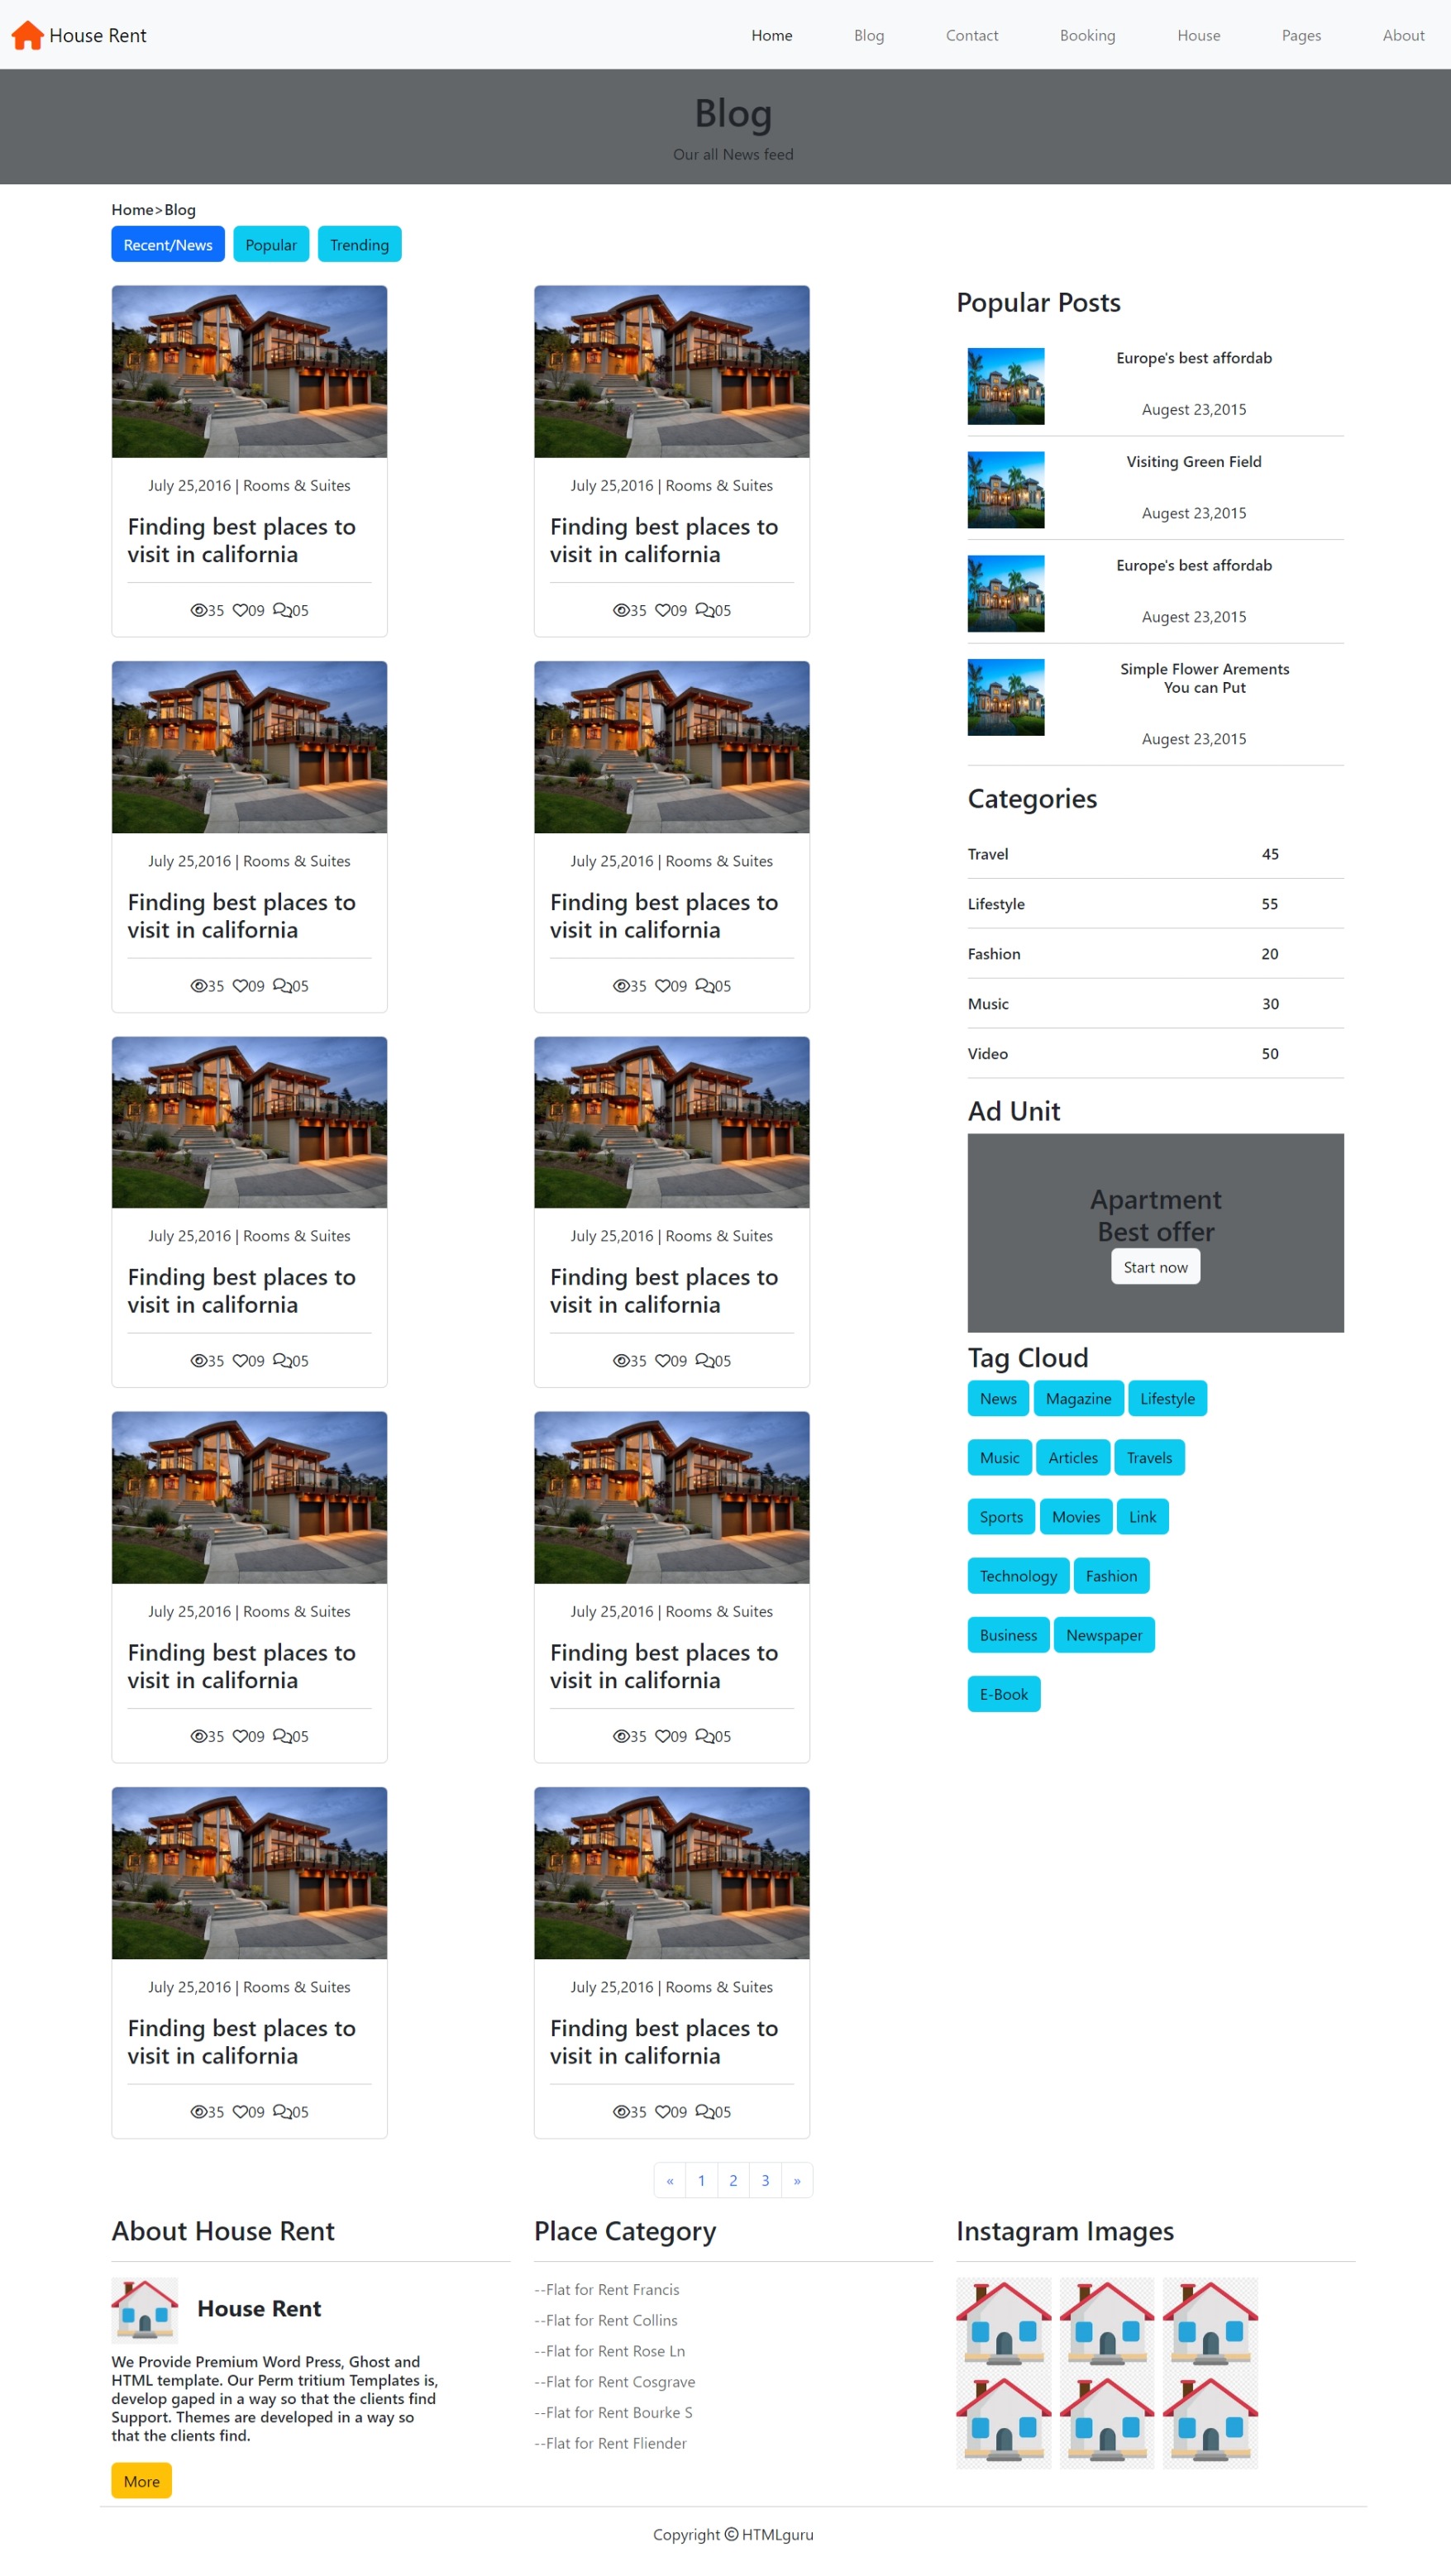 House Rent
Home
Blog
Contact
Booking
House
Pages
About
Blog
Our all News feed
Home>Blog
Recent/News
Popular
Trending
July 25,2016 | Rooms & Suites
Finding best places to
visit in california
35 09 05
July 25,2016 | Rooms & Suites
Finding best places to
visit in california
35 09 05
July 25,2016 | Rooms & Suites
Finding best places to
visit in california
35 09 05
July 25,2016 | Rooms & Suites
Finding best places to
visit in california
35 09 05
July 25,2016 | Rooms & Suites
Finding best places to
visit in california
35 09 05
July 25,2016 | Rooms & Suites
Finding best places to
visit in california
35 09 05
July 25,2016 | Rooms & Suites
Finding best places to
visit in california
35 09 05
July 25,2016 | Rooms & Suites
Finding best places to
visit in california
35 09 05
July 25,2016 | Rooms & Suites
Finding best places to
visit in california
35 09 05
July 25,2016 | Rooms & Suites
Finding best places to
visit in california
35 09 05
Popular Posts
Europe's best affordab
Augest 23,2015
Visiting Green Field
Augest 23,2015
Europe's best affordab
Augest 23,2015
Simple Flower Arements
You can Put
Augest 23,2015
Categories
Travel 45
Lifestyle 55
Fashion 20
Music 30
Video 50
Ad Unit
Apartment
Best offer
Start now
Tag Cloud
News Magazine Lifestyle
Music Articles Travels
Sports Movies Link
Technology Fashion
Business Newspaper
E-Book
« 1 2 3 »
About House Rent
House Rent
We Provide Premium Word Press, Ghost and
HTML template. Our Perm tritium Templates is,
develop gaped in a way so that the clients find
Support. Themes are developed in a way so
that the clients find.
More
Place Category
--Flat for Rent Francis
--Flat for Rent Collins
--Flat for Rent Rose Ln
--Flat for Rent Cosgrave
--Flat for Rent Bourke S
--Flat for Rent Fliender
Instagram Images
Copyright © HTMLguru